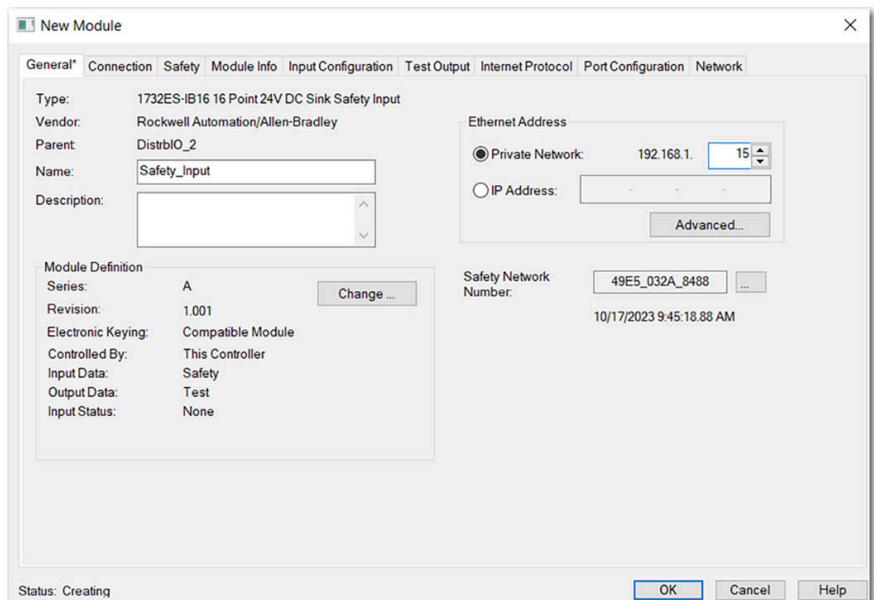 New Module
General* Connection Safety Module Info Input Configuration Test Output Internet Protocol Port Configuration Network
Type: 1732ES-IB16 16 Point 24V DC Sink Safety Input
Vendor: Rockwell Automation/Allen-Bradley
Parent: DistrbIO_2
Name: Safety_Input
Description:
Ethernet Address
Private Network: 192.168.1. 15
IP Address: . . .
Advanced...
Module Definition
Series: A
Change ...
Revision: 1.001
Electronic Keying: Compatible Module
Controlled By: This Controller
Input Data: Safety
Output Data: Test
Input Status: None
Safety Network
Number: 49E5_032A_8488 ...
10/17/2023 9:45:18.88 AM
Status: Creating
OK Cancel Help